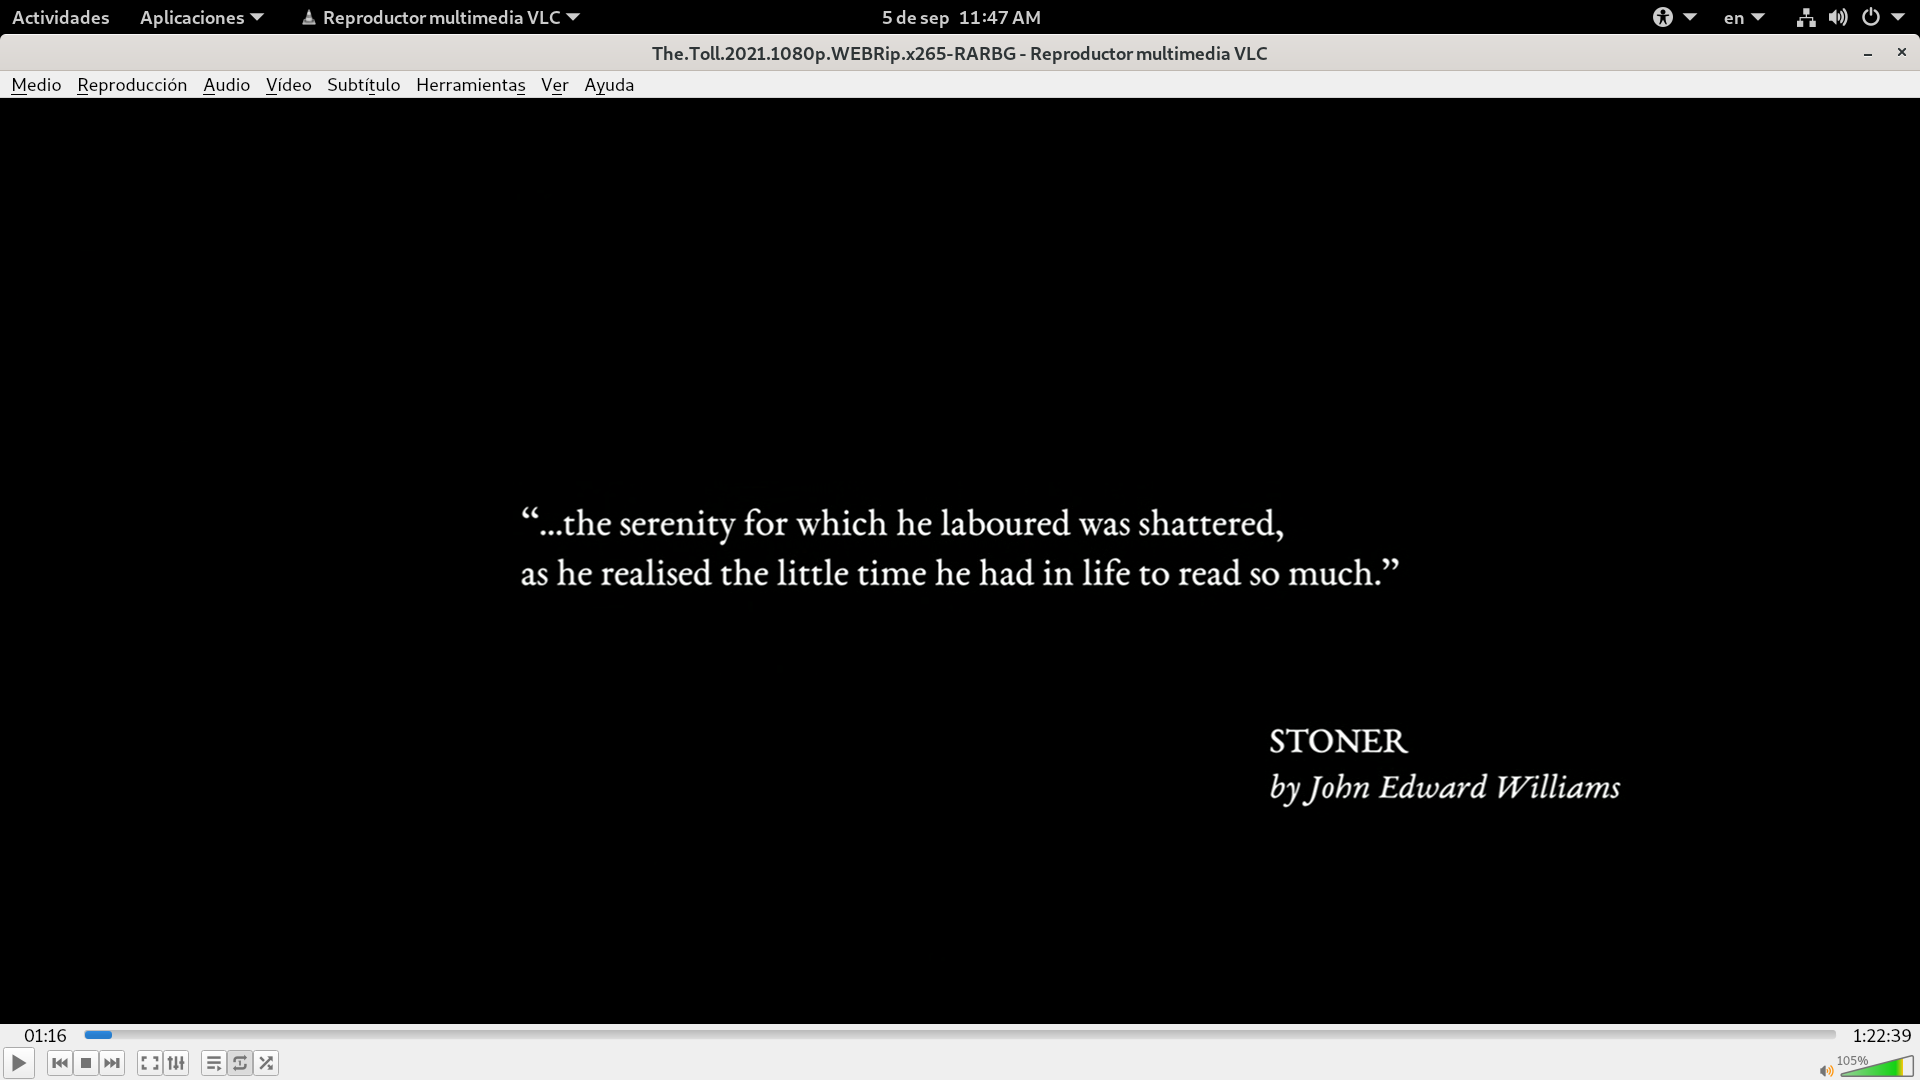 Actividades Aplicaciones Reproductor multimedia VLC 5 de sep 11:47 AM en
The.Toll.2021.1080p.WEBRip.x265-RARBG - Reproductor multimedia VLC
Medio Reproducción Audio Vídeo Subtítulo Herramientas Ver Ayuda
“...the serenity for which he laboured was shattered,
as he realised the little time he had in life to read so much.”
STONER
by John Edward Williams
01:16 1:22:39
105%